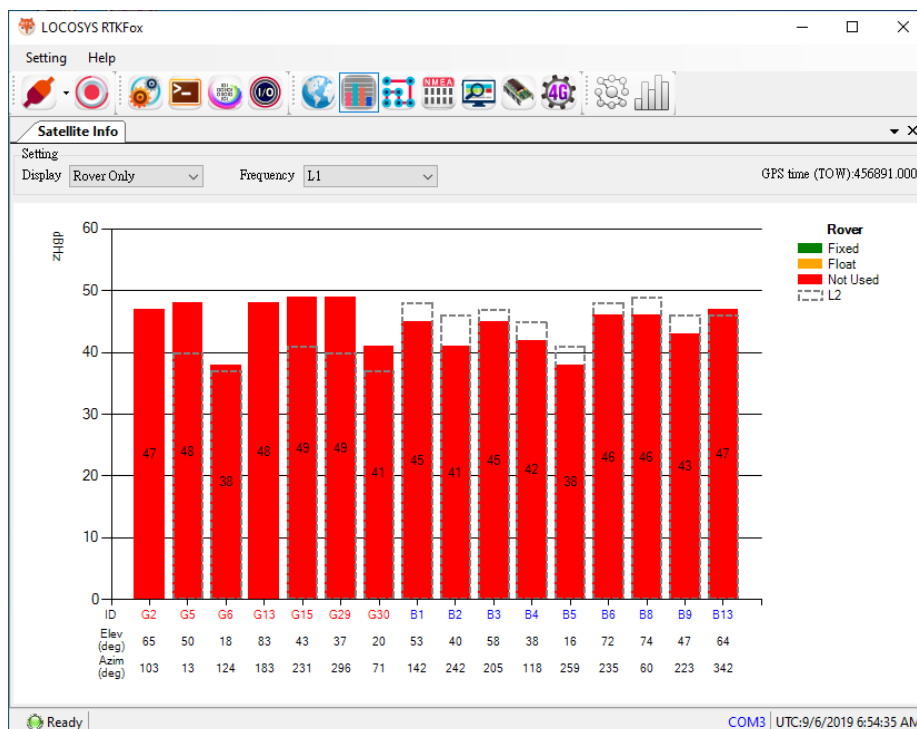 LOCOSYS RTKFox
Setting Help
NMEA
I/O
4G
Satellite Info
Setting
Display Rover Only Frequency L1 GPS time (TOW):456891.000
dBHz
60
50
40
30
20
10
0
47 48 38 48 49 49 41 45 41 45 42 38 46 46 43 47
Rover
Fixed
Float
Not Used
L2
ID G2 G5 G6 G13 G15 G29 G30 B1 B2 B3 B4 B5 B6 B8 B9 B13
Elev (deg) 65 50 18 83 43 37 20 53 40 58 38 16 72 74 47 64
Azim (deg) 103 13 124 183 231 296 71 142 242 205 118 259 235 60 223 342
Ready COM3 UTC:9/6/2019 6:54:35 AM